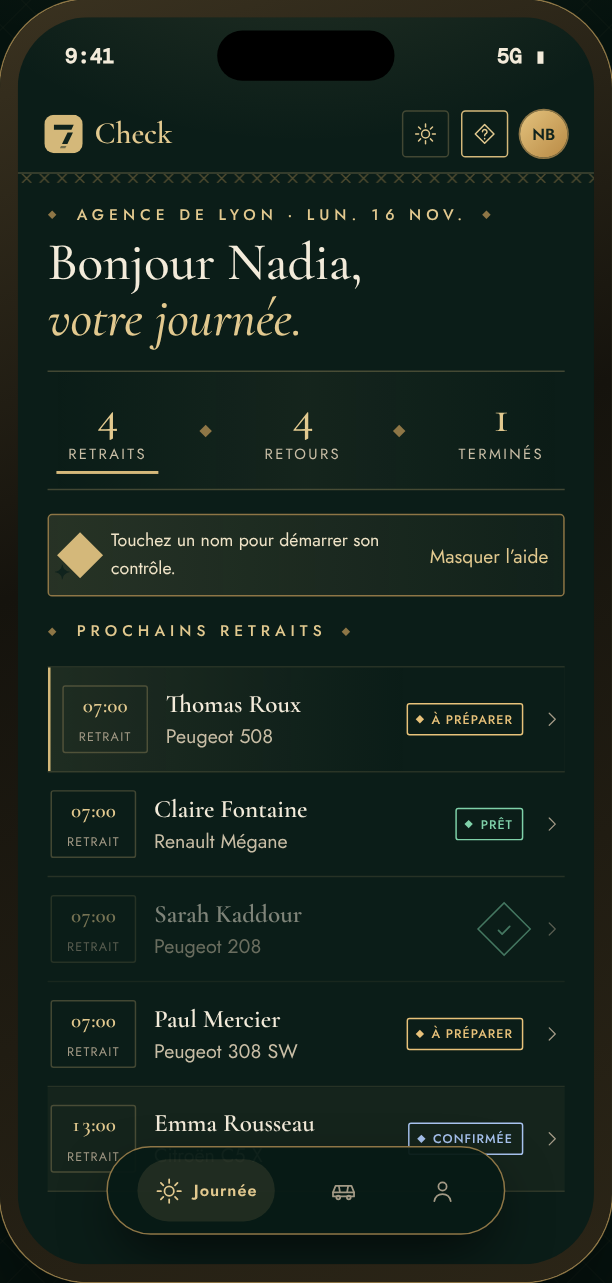 9:41
5G
7 Check
NB
AGENCE DE LYON · LUN. 16 NOV.
Bonjour Nadia,
votre journée.
4
RETRAITS
4
RETOURS
1
TERMINÉS
Touchez un nom pour démarrer son
contrôle.
Masquer l’aide
PROCHAINS RETRAITS
07:00
RETRAIT
Thomas Roux
Peugeot 508
À PRÉPARER
07:00
RETRAIT
Claire Fontaine
Renault Mégane
PRÊT
07:00
RETRAIT
Sarah Kaddour
Peugeot 208
07:00
RETRAIT
Paul Mercier
Peugeot 308 SW
À PRÉPARER
13:00
RETRAIT
Emma Rousseau
Citroën C5 X
CONFIRMÉE
Journée